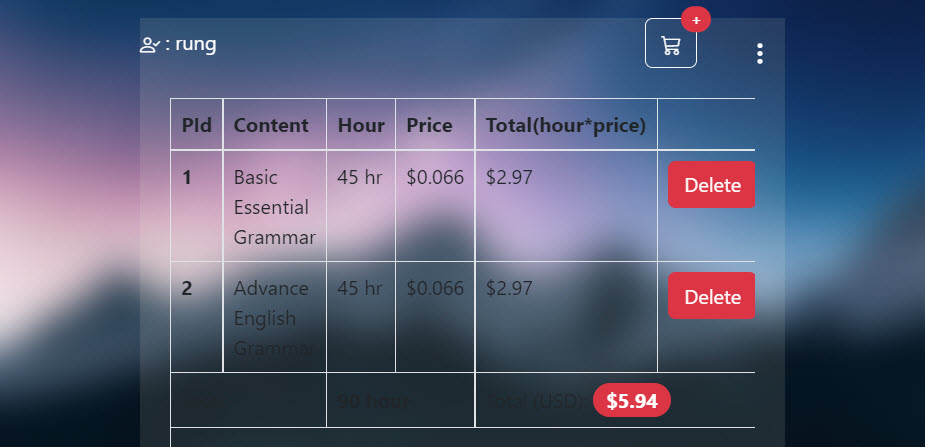 : rung
+
PId Content Hour Price Total(hour*price)
1 Basic 45 hr $0.066 $2.97 Delete
Essential
Grammar
2 Advance 45 hr $0.066 $2.97 Delete
English
Grammar
90 hour Total (USD): $5.94